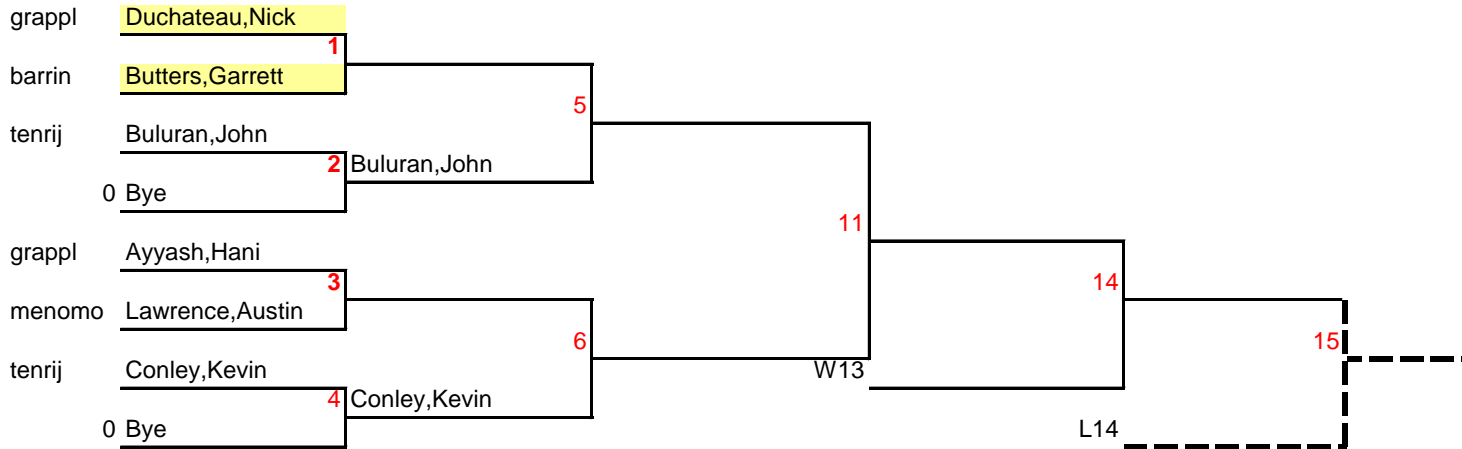 grappl Duchateau,Nick
1
barrin Butters,Garrett
5
tenrij Buluran,John
2 Buluran,John
0 Bye
11
grappl Ayyash,Hani
3
14
menomo Lawrence,Austin
6
15
tenrij Conley,Kevin
W13
4 Conley,Kevin
0 Bye
L14